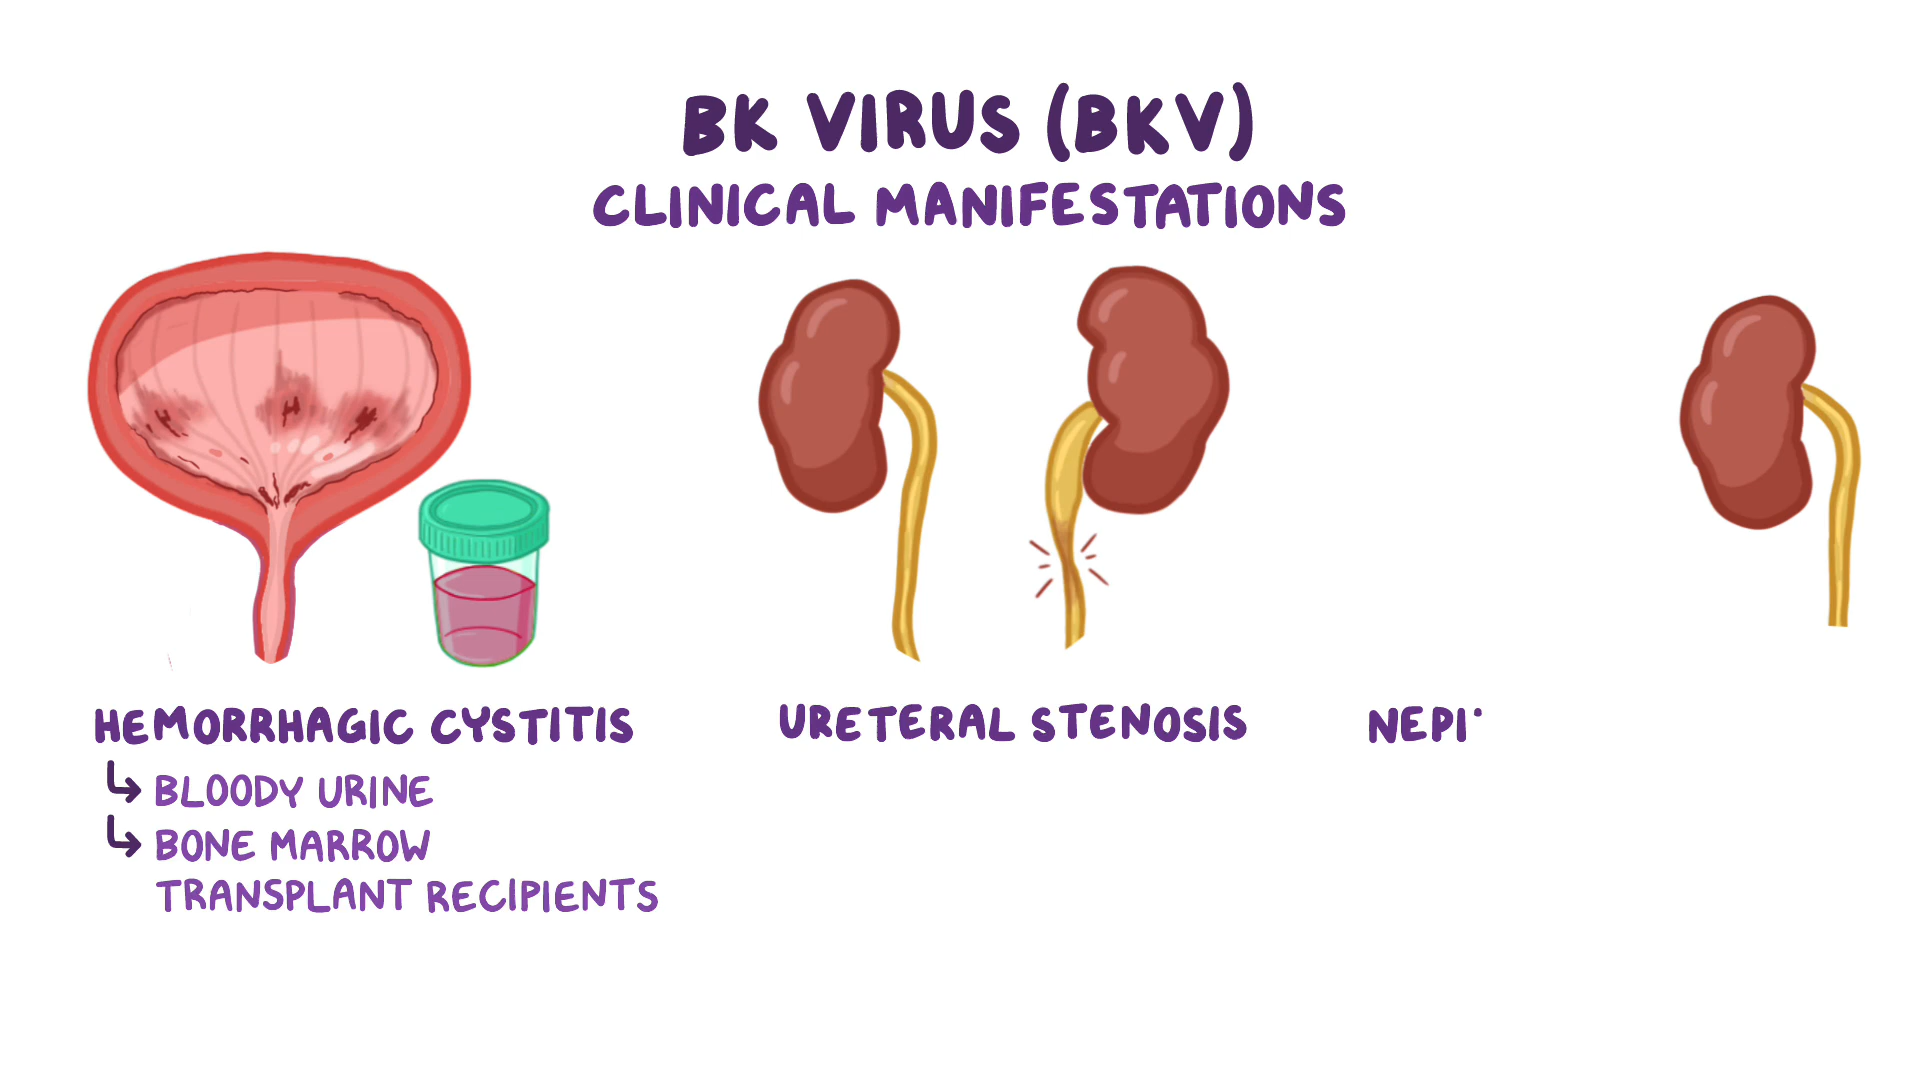 BK VIRUS (BKV)
CLINICAL MANIFESTATIONS
HEMORRHAGIC CYSTITIS
↳ BLOODY URINE
↳ BONE MARROW
TRANSPLANT RECIPIENTS
URETERAL STENOSIS